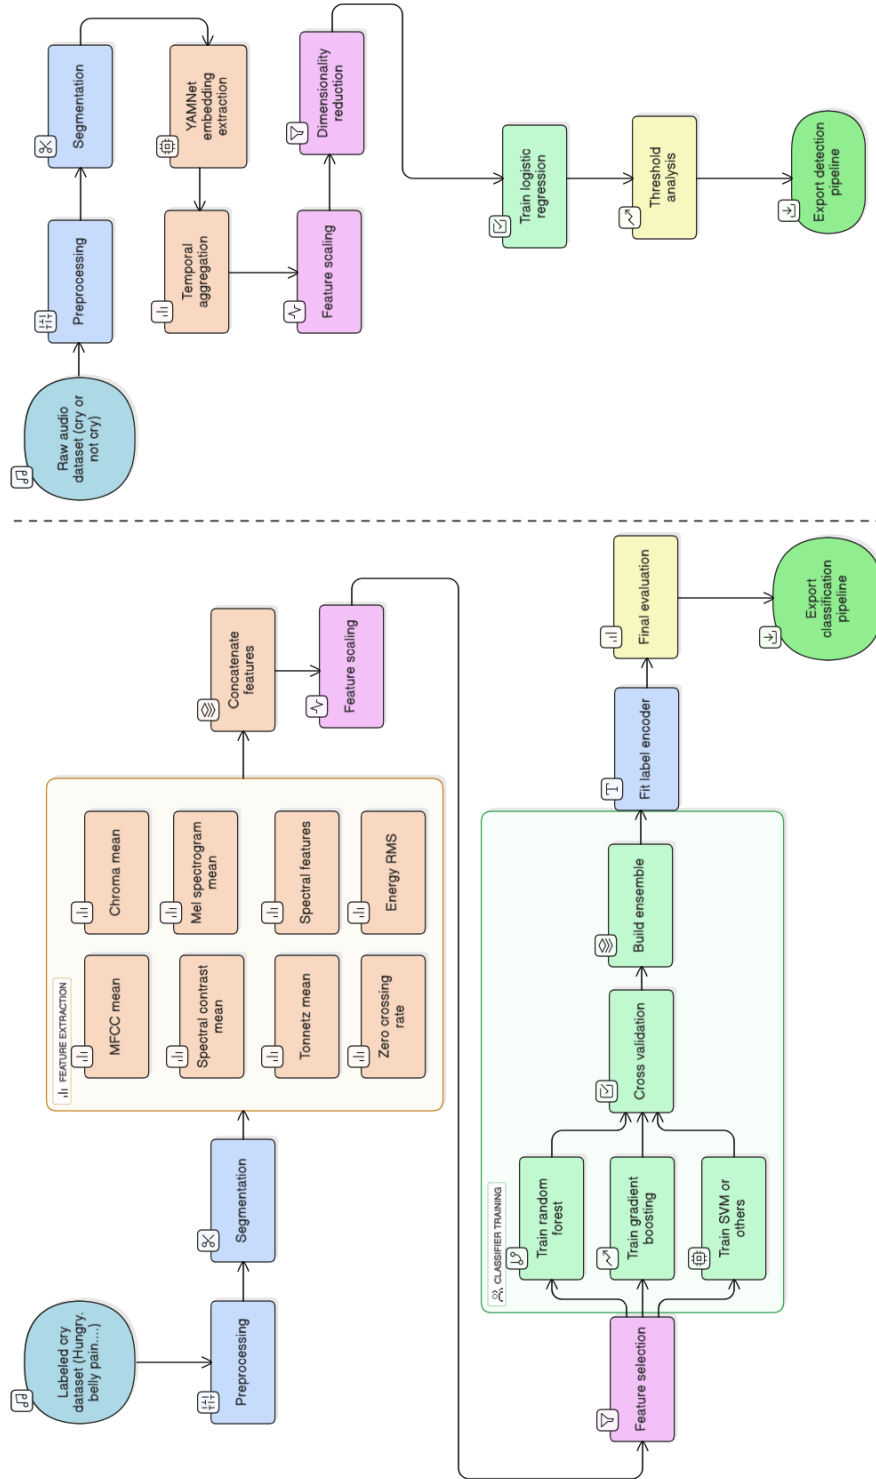 Labeled cry
dataset (Hungry.
belly pain....)
Preprocessing
Segmentation
FEATURE EXTRACTION
MFCC mean
Chroma mean
Spectral contrast
mean
Mel spectrogram
mean
Tonnetz mean
Spectral features
Zero crossing
rate
Energy RMS
Concatenate
features
Feature scaling
Feature selection
CLASSIFIER TRAINING
Train random
forest
Train gradient
boosting
Train SVM or
others
Cross validation
Build ensemble
Fit label encoder
Final evaluation
Export
classification
pipeline
Raw audio
dataset (cry or
not cry)
Preprocessing
Segmentation
YAMNet
embedding
extraction
Temporal
aggregation
Feature scaling
Dimensionality
reduction
Train logistic
regression
Threshold
analysis
Export detection
pipeline